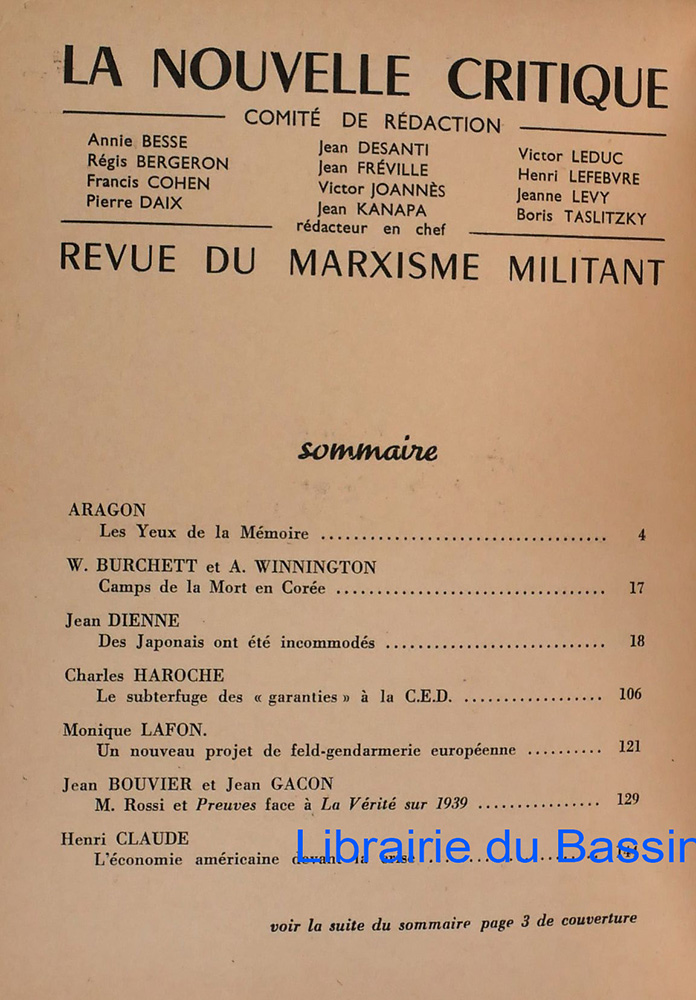 LA NOUVELLE CRITIQUE
COMITÉ DE RÉDACTION
Annie BESSE
Régis BERGERON
Francis COHEN
Pierre DAIX
Jean DESANTI
Jean FRÉVILLE
Victor JOANNÈS
Jean KANAPA
rédacteur en chef
Victor LEDUC
Henri LEFEBVRE
Jeanne LEVY
Boris TASLITZKY
REVUE DU MARXISME MILITANT
sommaire
ARAGON
Les Yeux de la Mémoire .................................. 4
W. BURCHETT et A. WINNINGTON
Camps de la Mort en Corée ................................ 17
Jean DIENNE
Des Japonais ont été incommodés .......................... 18
Charles HAROCHE
Le subterfuge des « garanties » à la C.E.D. ................. 106
Monique LAFON.
Un nouveau projet de feld-gendarmerie européenne .......... 121
Jean BOUVIER et Jean GACON
M. Rossi et Preuves face à La Vérité sur 1939 ............... 129
Henri CLAUDE
L'économie américaine devant la crise
Librairie du Bassin
voir la suite du sommaire page 3 de couverture